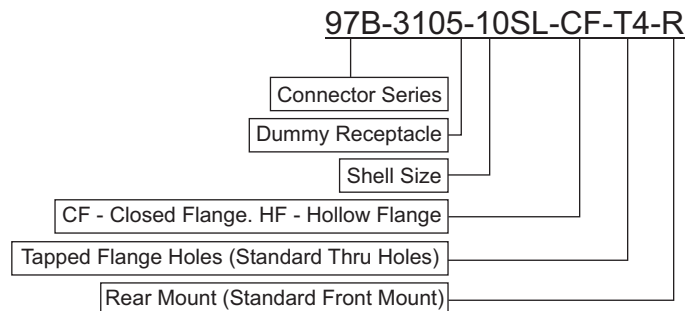 97B-3105-10SL-CF-T4-R
Connector Series
Dummy Receptacle
Shell Size
CF - Closed Flange. HF - Hollow Flange
Tapped Flange Holes (Standard Thru Holes)
Rear Mount (Standard Front Mount)